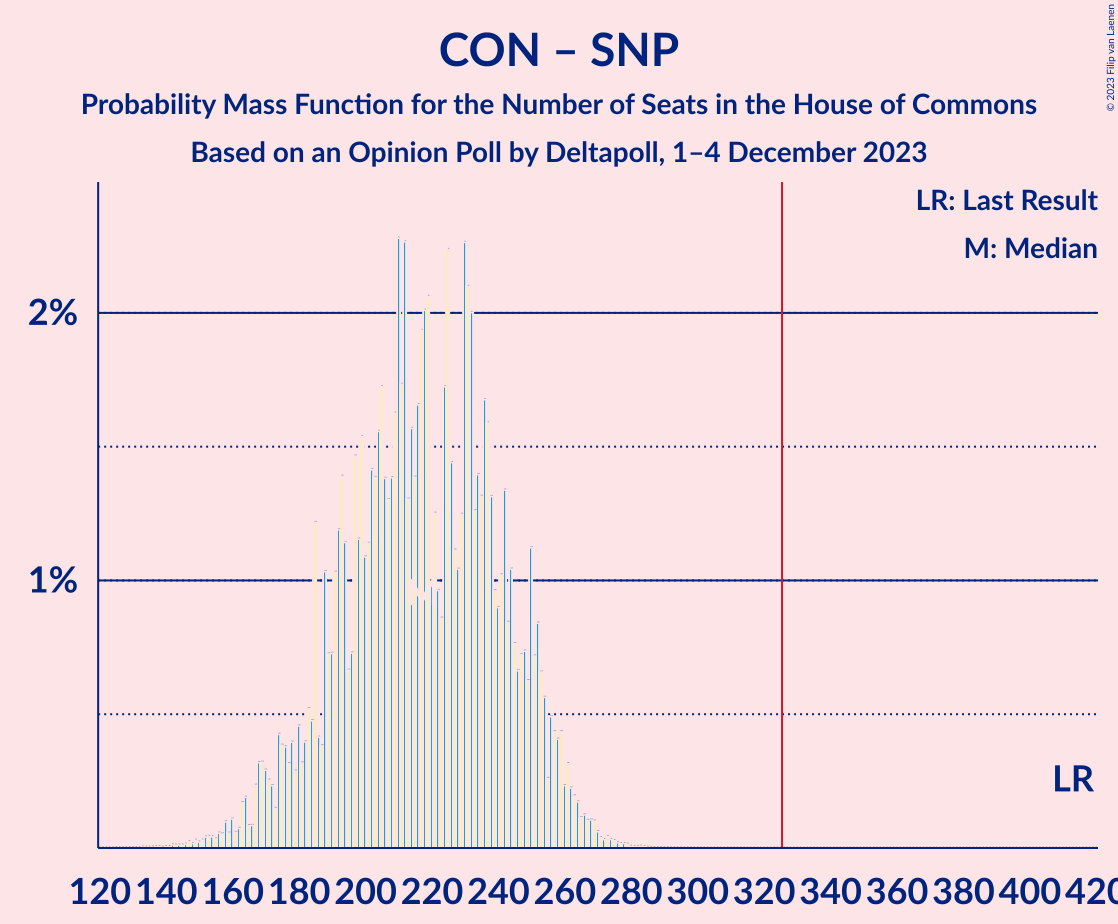 CON – SNP
Probability Mass Function for the Number of Seats in the House of Commons
Based on an Opinion Poll by Deltapoll, 1–4 December 2023
© 2023 Filip van Laenen
LR: Last Result
M: Median
2%
1%
M
LR
120 140 160 180 200 220 240 260 280 300 320 340 360 380 400 420